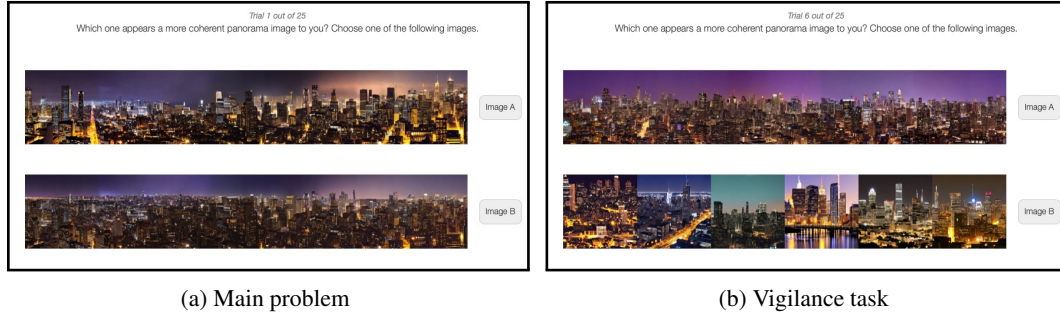 Trial 1 out of 25
Which one appears a more coherent panorama image to you? Choose one of the following images.
Image A
Image B
(a) Main problem
Trial 6 out of 25
Which one appears a more coherent panorama image to you? Choose one of the following images.
Image A
Image B
(b) Vigilance task